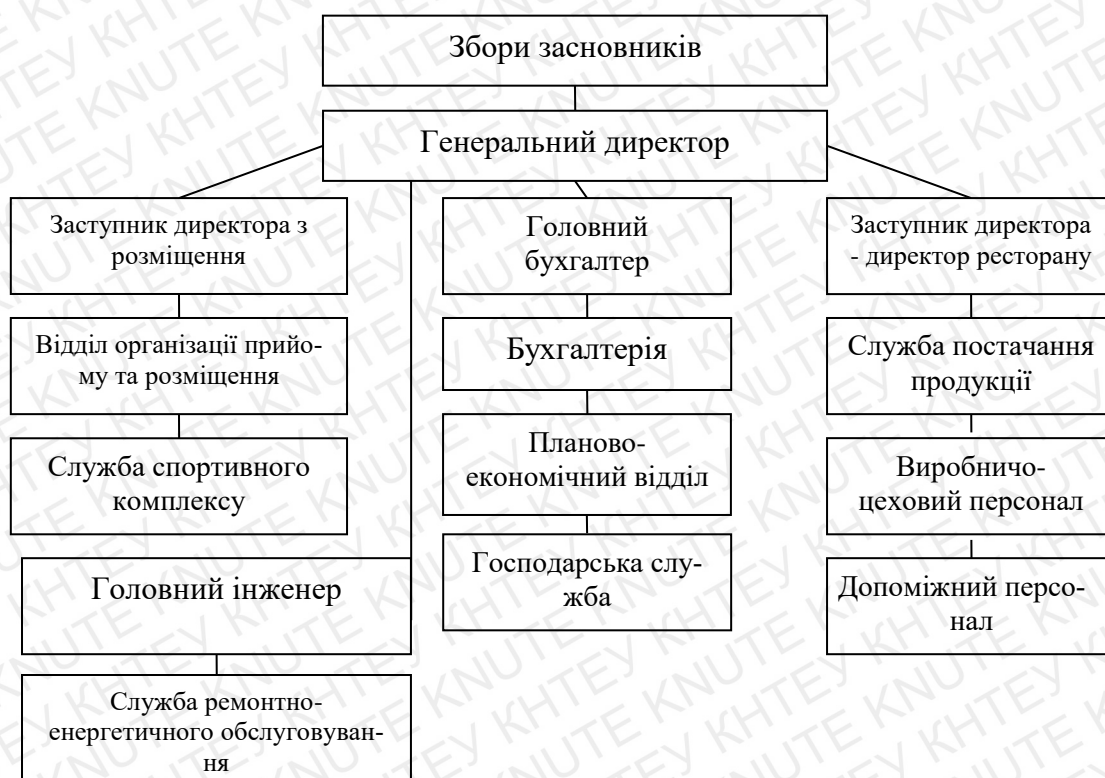 Збори засновників
Генеральний директор
Заступник директора з
розміщення
Головний
бухгалтер
Заступник директора
- директор ресторану
Відділ організації прийо-
му та розміщення
Бухгалтерія
Служба постачання
продукції
Служба спортивного
комплексу
Планово-
економічний відділ
Виробничо-
цеховий персонал
Головний інженер
Господарська слу-
жба
Допоміжний персо-
нал
Служба ремонтно-
енергетичного обслуговуван-
ня
KNUTE КНТЕУ